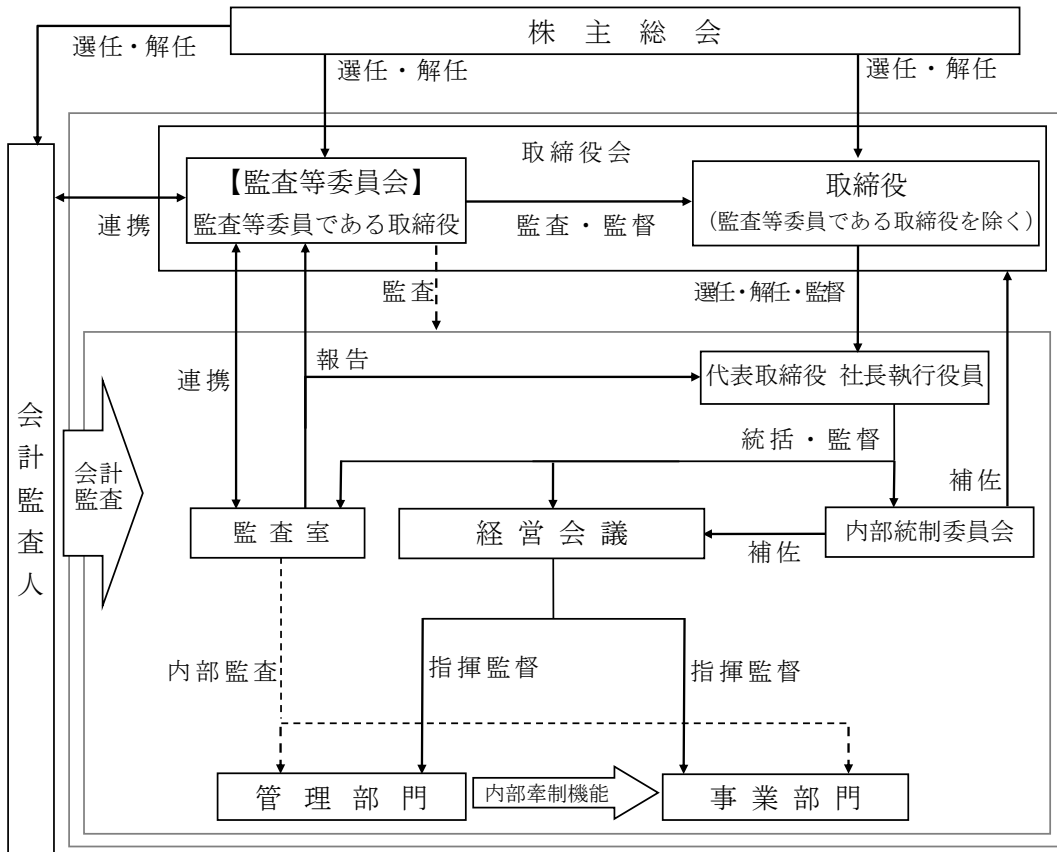 株主総会
選任・解任
選任・解任
選任・解任
取締役会
【監査等委員会】
監査等委員である取締役
取締役
（監査等委員である取締役を除く）
連携
監査・監督
監査
選任・解任・監督
報告
連携
代表取締役 社長執行役員
統括・監督
会計監査人
会計
監査
補佐
監査室
経営会議
内部統制委員会
補佐
内部監査
指揮監督
指揮監督
管理部門
内部牽制機能
事業部門